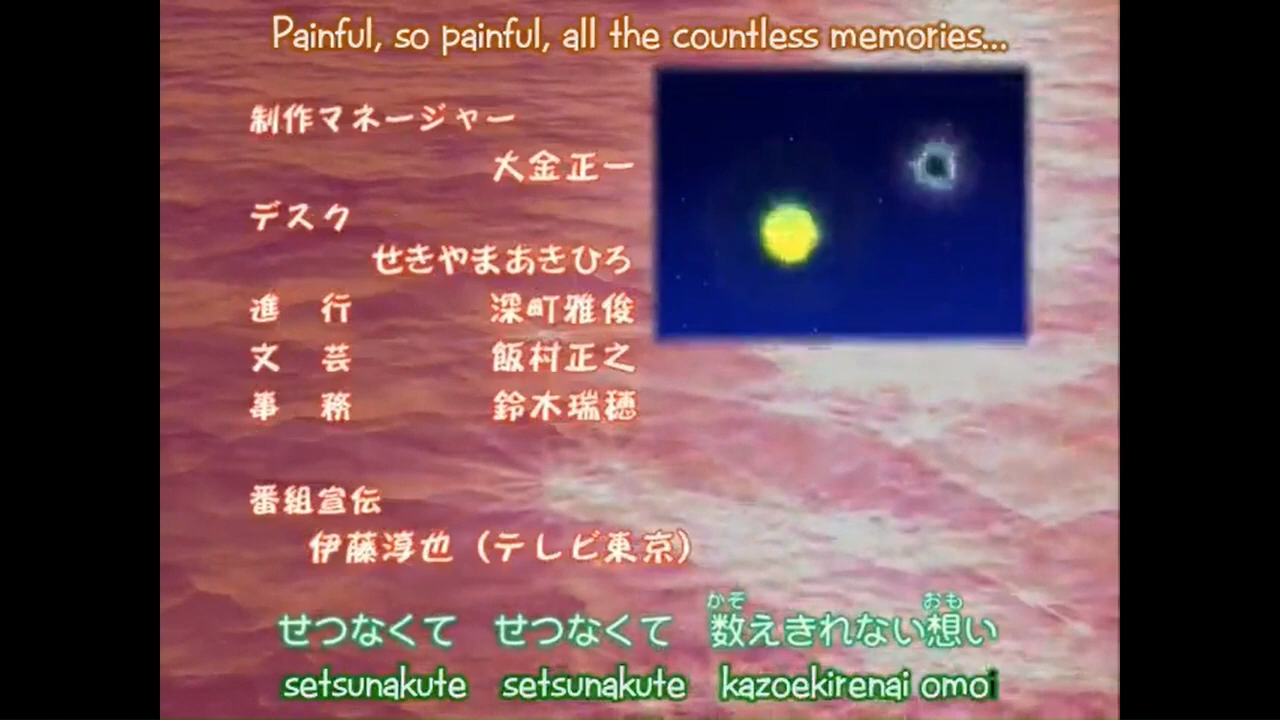 Painful, so painful, all the countless memories...
制作マネージャー
大金正一
デスク
せきやまあきひろ
進　行　深町雅俊
文　芸　飯村正之
事　務　鈴木瑞穂
番組宣伝
伊藤淳也（テレビ東京）
かぞ　おも
せつなくて　せつなくて　数えきれない想い
setsunakute setsunakute kazoekirenai omoi